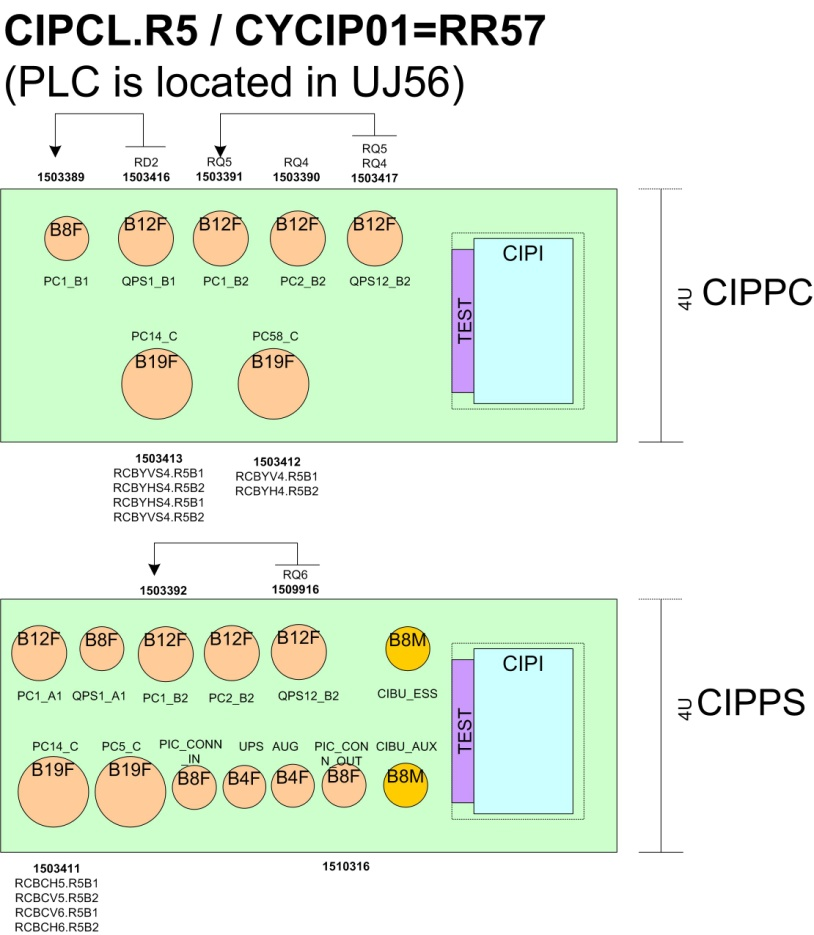 CIPCL.R5 / CYCIP01=RR57
(PLC is located in UJ56)
RQ5
RD2 RQ5 RQ4 RQ4
1503389 1503416 1503391 1503390 1503417
B8F B12F B12F B12F B12F
PC1_B1 QPS1_B1 PC1_B2 PC2_B2 QPS12_B2
CIPI
TEST
4U
CIPPC
PC14_C PC58_C
B19F B19F
1503413 1503412
RCBYVS4.R5B1 RCBYV4.R5B1
RCBYHS4.R5B2 RCBYH4.R5B2
RCBYHS4.R5B1
RCBYVS4.R5B2
RQ6
1503392 1509916
B12F B8F B12F B12F B12F B8M
PC1_A1 QPS1_A1 PC1_B2 PC2_B2 QPS12_B2 CIBU_ESS
CIPI
TEST
4U
CIPPS
PC14_C PC5_C PIC_CONN UPS AUG PIC_CON CIBU_AUX
_IN N_OUT
B19F B19F B8F B4F B4F B8F B8M
1503411 1510316
RCBCH5.R5B1
RCBCV5.R5B2
RCBCV6.R5B1
RCBCH6.R5B2